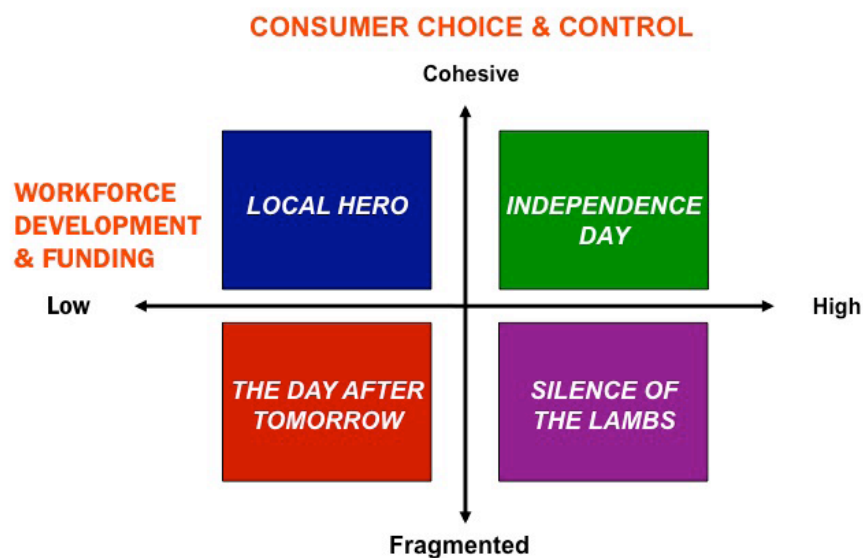 CONSUMER CHOICE & CONTROL
Cohesive
WORKFORCE
DEVELOPMENT
& FUNDING
LOCAL HERO
INDEPENDENCE
DAY
Low
High
THE DAY AFTER
TOMORROW
SILENCE OF
THE LAMBS
Fragmented